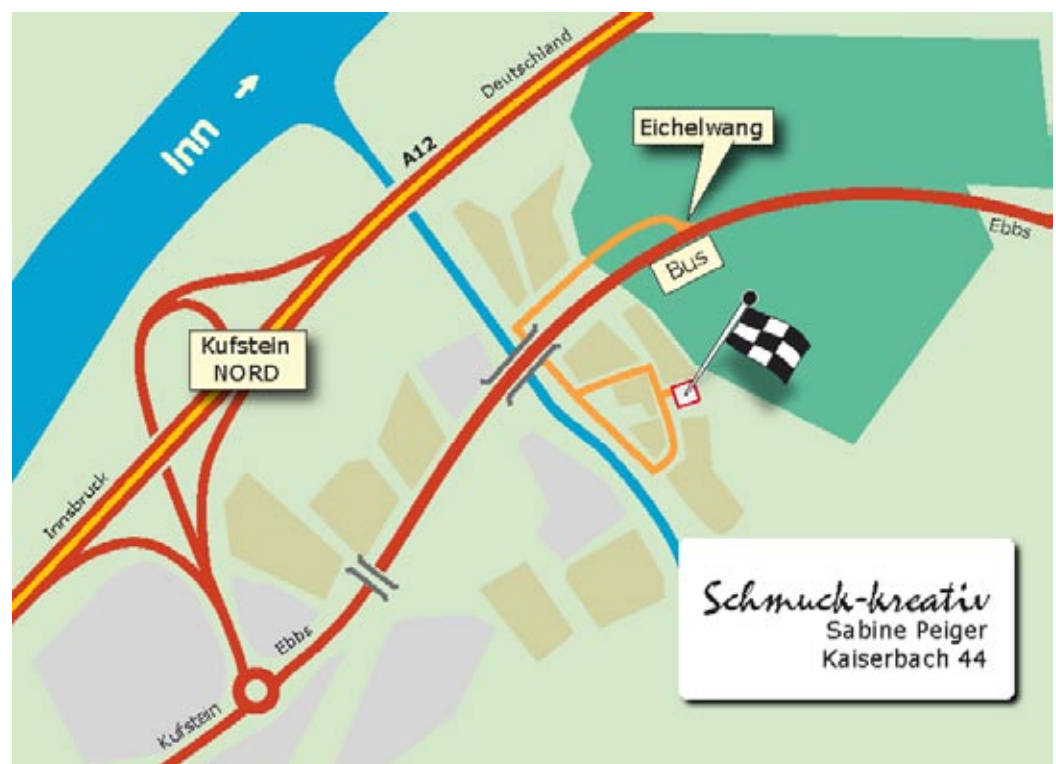 Deutschland
Inn
A12
Eichelwang
Ebbs
Bus
Kufstein
NORD
Innsbruck
Ebbs
Kufstein
Schmuck-kreativ
Sabine Peiger
Kaiserbach 44